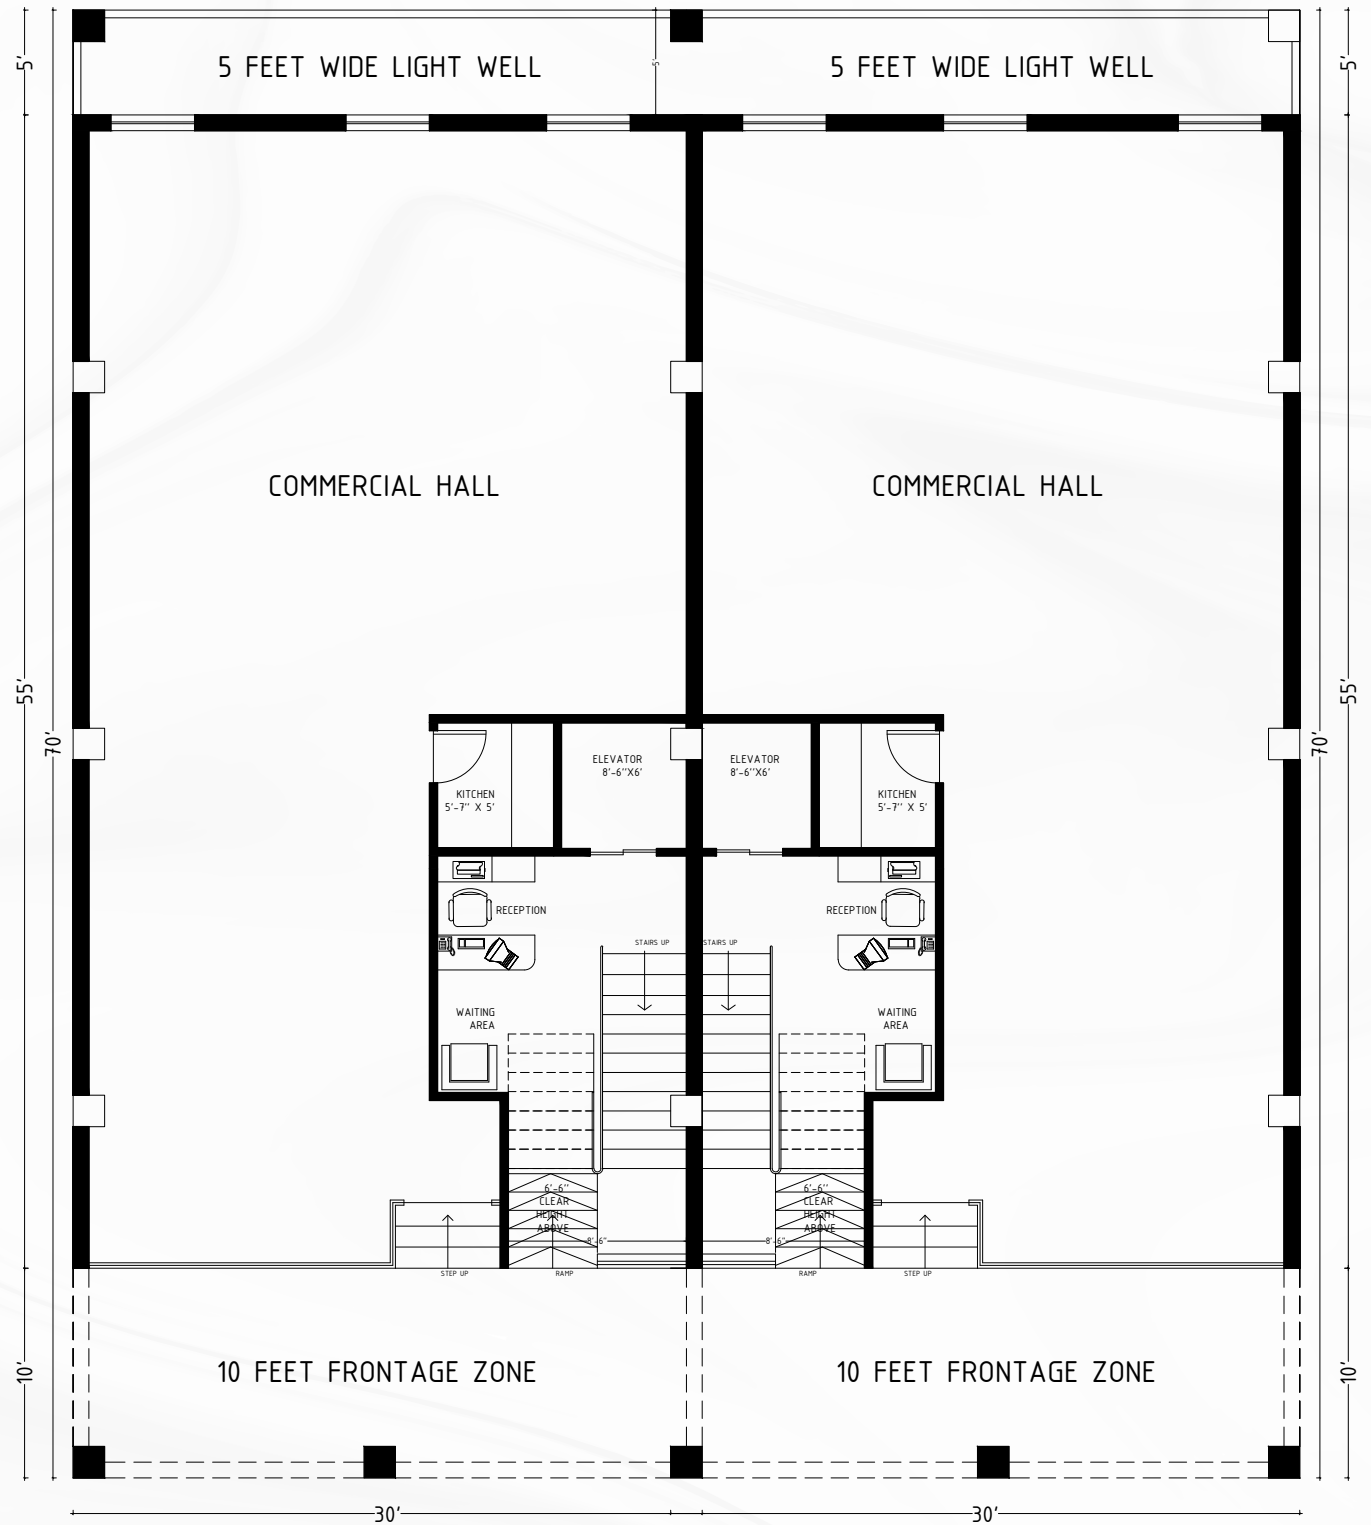 5'
5 FEET WIDE LIGHT WELL
5'
5 FEET WIDE LIGHT WELL
5'
COMMERCIAL HALL
COMMERCIAL HALL
55'
70'
70'
55'
ELEVATOR
8'-6"X6'
ELEVATOR
8'-6"X6'
KITCHEN
5'-7" X 5'
KITCHEN
5'-7" X 5'
RECEPTION
RECEPTION
STAIRS UP
STAIRS UP
WAITING
AREA
WAITING
AREA
6'-6"
CLEAR
HEIGHT
ABOVE
6'-6"
CLEAR
HEIGHT
ABOVE
8'-6"
8'-6"
STEP UP
RAMP
RAMP
STEP UP
10'
10 FEET FRONTAGE ZONE
10 FEET FRONTAGE ZONE
10'
30'
30'